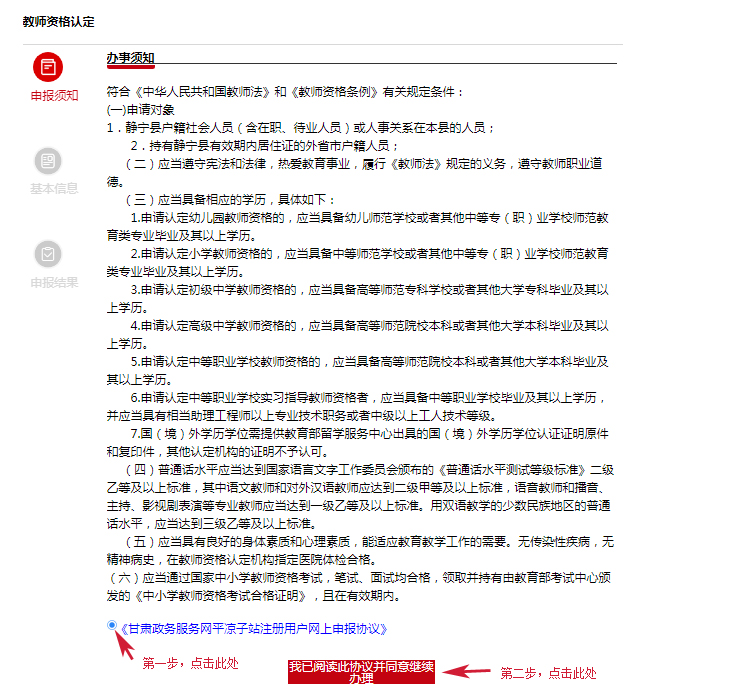 教师资格认定
办事须知
申报须知
基本信息
申报结果
符合《中华人民共和国教师法》和《教师资格条例》有关规定条件：
(一)申请对象
1．静宁县户籍社会人员（含在职、待业人员）或人事关系在本县的人员；
2．持有静宁县有效期内居住证的外省市户籍人员；
（二）应当遵守宪法和法律，热爱教育事业，履行《教师法》规定的义务，遵守教师职业道
德。
（三）应当具备相应的学历，具体如下：
1.申请认定幼儿园教师资格的，应当具备幼儿师范学校或者其他中等专（职）业学校师范教
育类专业毕业及其以上学历。
2.申请认定小学教师资格的，应当具备中等师范学校或者其他中等专（职）业学校师范教育
类专业毕业及其以上学历。
3.申请认定初级中学教师资格的，应当具备高等师范专科学校或者其他大学专科毕业及其以
上学历。
4.申请认定高级中学教师资格的，应当具备高等师范院校本科或者其他大学本科毕业及其以
上学历。
5.申请认定中等职业学校教师资格的，应当具备高等师范院校本科或者其他大学本科毕业及
其以上学历。
6.申请认定中等职业学校实习指导教师资格者，应当具备中等职业学校毕业及其以上学历，
并应当具有相当助理工程师以上专业技术职务或者中级以上工人技术等级。
7.国（境）外学历学位需提供教育部留学服务中心出具的国（境）外学历学位认证证明原件
和复印件，其他认定机构的证明不予认可。
（四）普通话水平应当达到国家语言文字工作委员会颁布的《普通话水平测试等级标准》二级
乙等及以上标准，其中语文教师和对外汉语教师应达到二级甲等及以上标准，语音教师和播音、
主持、影视剧表演等专业教师应当达到一级乙等及以上标准。用双语教学的少数民族地区的普通
话水平，应当达到三级乙等及以上标准。
（五）应当具有良好的身体素质和心理素质，能适应教育教学工作的需要。无传染性疾病，无
精神病史，在教师资格认定机构指定医院体检合格。
（六）应当通过国家中小学教师资格考试，笔试、面试均合格，领取并持有由教育部考试中心颁
发的《中小学教师资格考试合格证明》，且在有效期内。
《甘肃政务服务网平凉子站注册用户网上申报协议》
第一步，点击此处
我已阅读此协议并同意继续
办理
第二步，点击此处